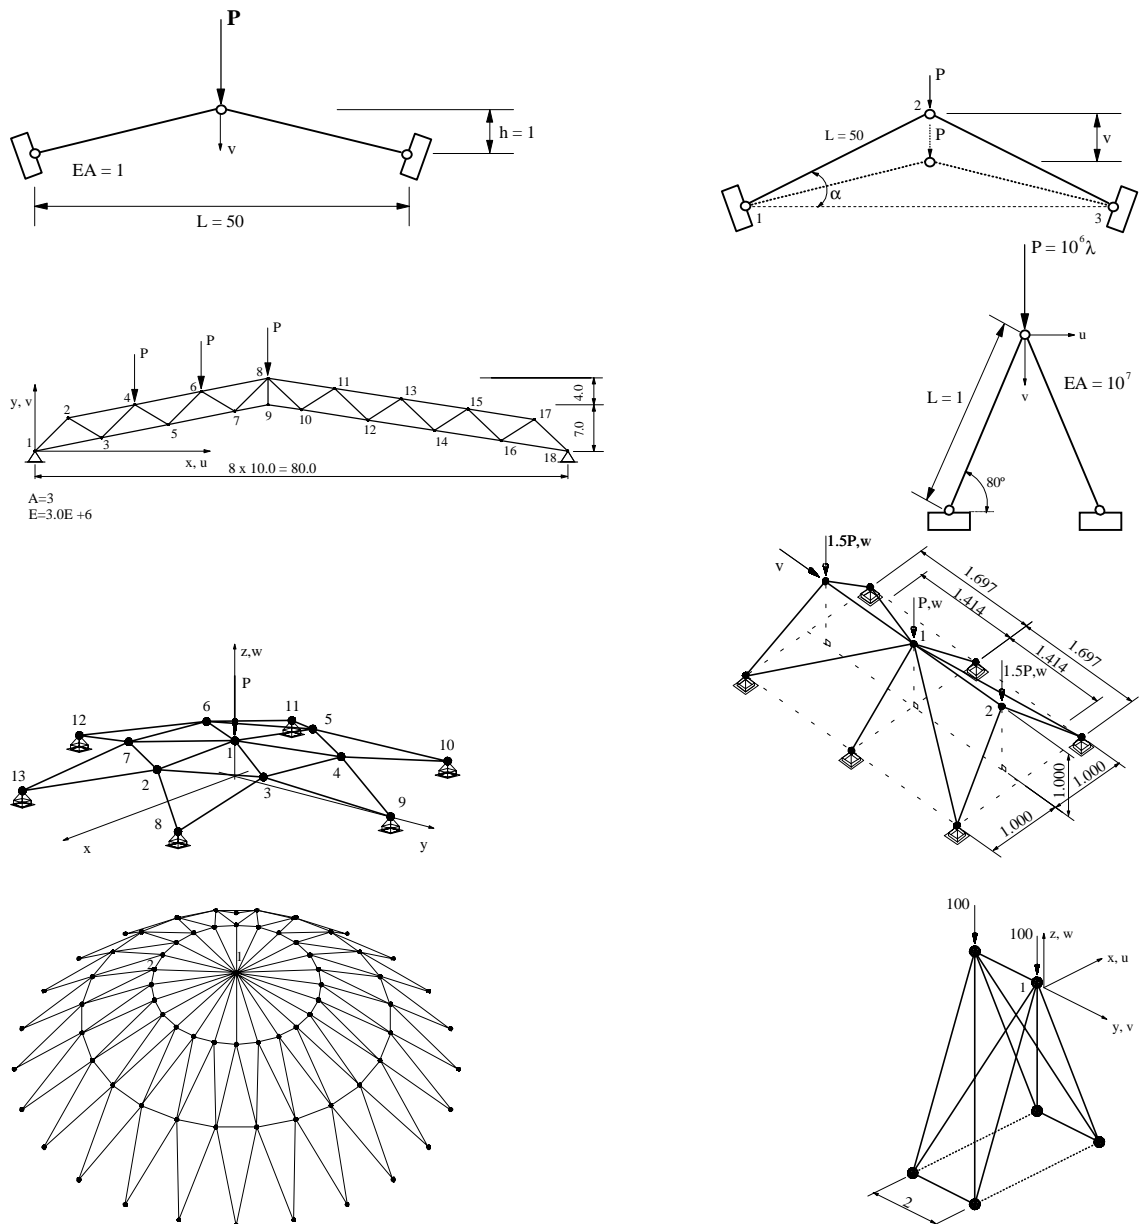 P
h = 1
v
EA = 1
L = 50
P
2
L = 50
P
v
α
1
3
P = 10⁶λ
u
L = 1
EA = 10⁷
v
80º
P
P
P
8
11
4.0
6
13
4
y, v
15
2
17
9
10
7
12
7.0
5
14
3
16
1
x, u
18
8 x 10.0 = 80.0
A=3
E=3.0E +6
1.5P,w
v
1.697
1.414
P,w
1
1.697
1.414
1.5P,w
2
1.000
1.000
1.000
z,w
P
6
11
12
5
7
1
10
4
13
2
3
9
8
x
y
1
2
100
100
z, w
x, u
1
y, v
2